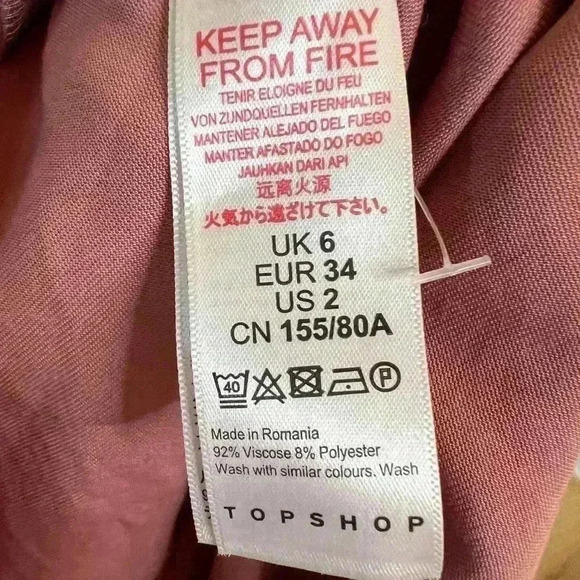 KEEP AWAY
FROM FIRE
TENIR ELOIGNE DU FEU
VON ZUNDQUELLEN FERNHALTEN
MANTENER ALEJADO DEL FUEGO
MANTER AFASTADO DO FOGO
JAUHKAN DARI API
远离火源
火気から遠ざけて下さい。
UK 6
EUR 34
US 2
CN 155/80A
40
P
Made in Romania
92% Viscose 8% Polyester
Wash with similar colours. Wash
TOPSHOP